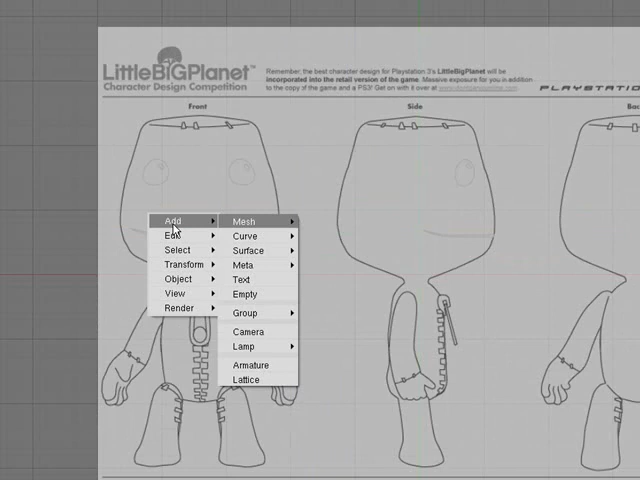 LittleBIGPlanet™
Character Design Competition
Remember, the best character design for Playstation 3's LittleBigPlanet will be
incorporated into the retail version of the game. Massive exposure for you in addition
to the copy of the game and a PS3! Get on with it over at
PLAYSTATION
Front
Side
Bac
Add
Edit
Select
Transform
Object
View
Render
Mesh
Curve
Surface
Meta
Text
Empty
Group
Camera
Lamp
Armature
Lattice